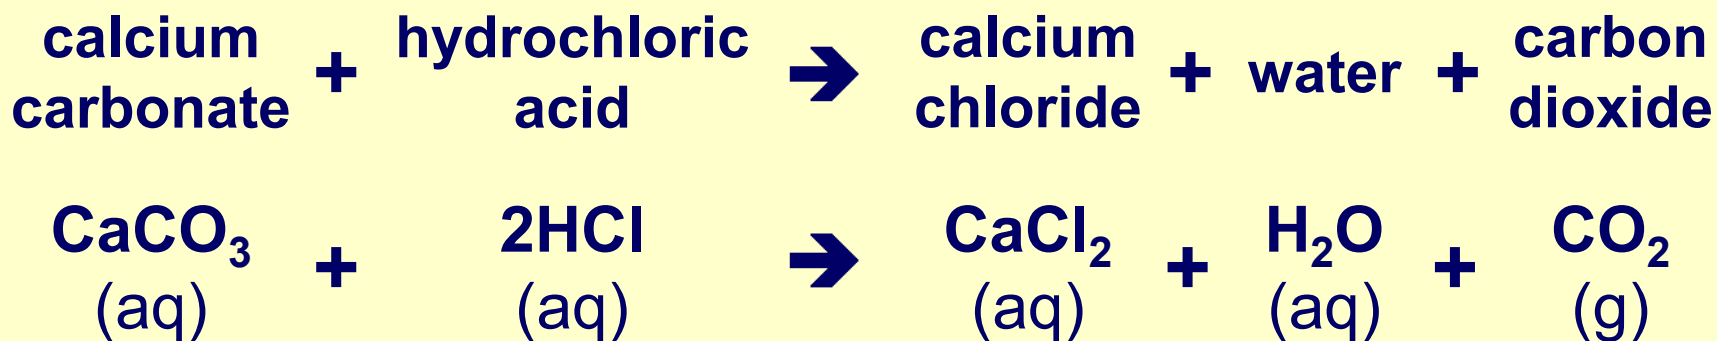 calcium carbonate + hydrochloric acid ➔ calcium chloride + water + carbon dioxide
CaCO₃ + 2HCl ➔ CaCl₂ + H₂O + CO₂
(aq) (aq) (aq) (aq) (g)